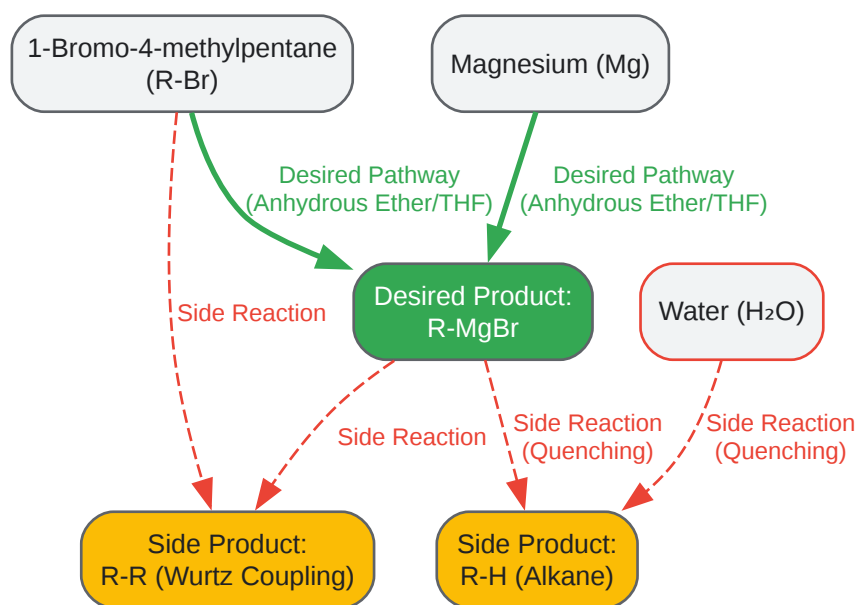 1-Bromo-4-methylpentane
(R-Br)
Magnesium (Mg)
Desired Pathway
(Anhydrous Ether/THF)
Desired Pathway
(Anhydrous Ether/THF)
Desired Product:
R-MgBr
Water (H₂O)
Side Reaction
Side Reaction
Side Reaction
(Quenching)
Side Reaction
(Quenching)
Side Product:
R-R (Wurtz Coupling)
Side Product:
R-H (Alkane)